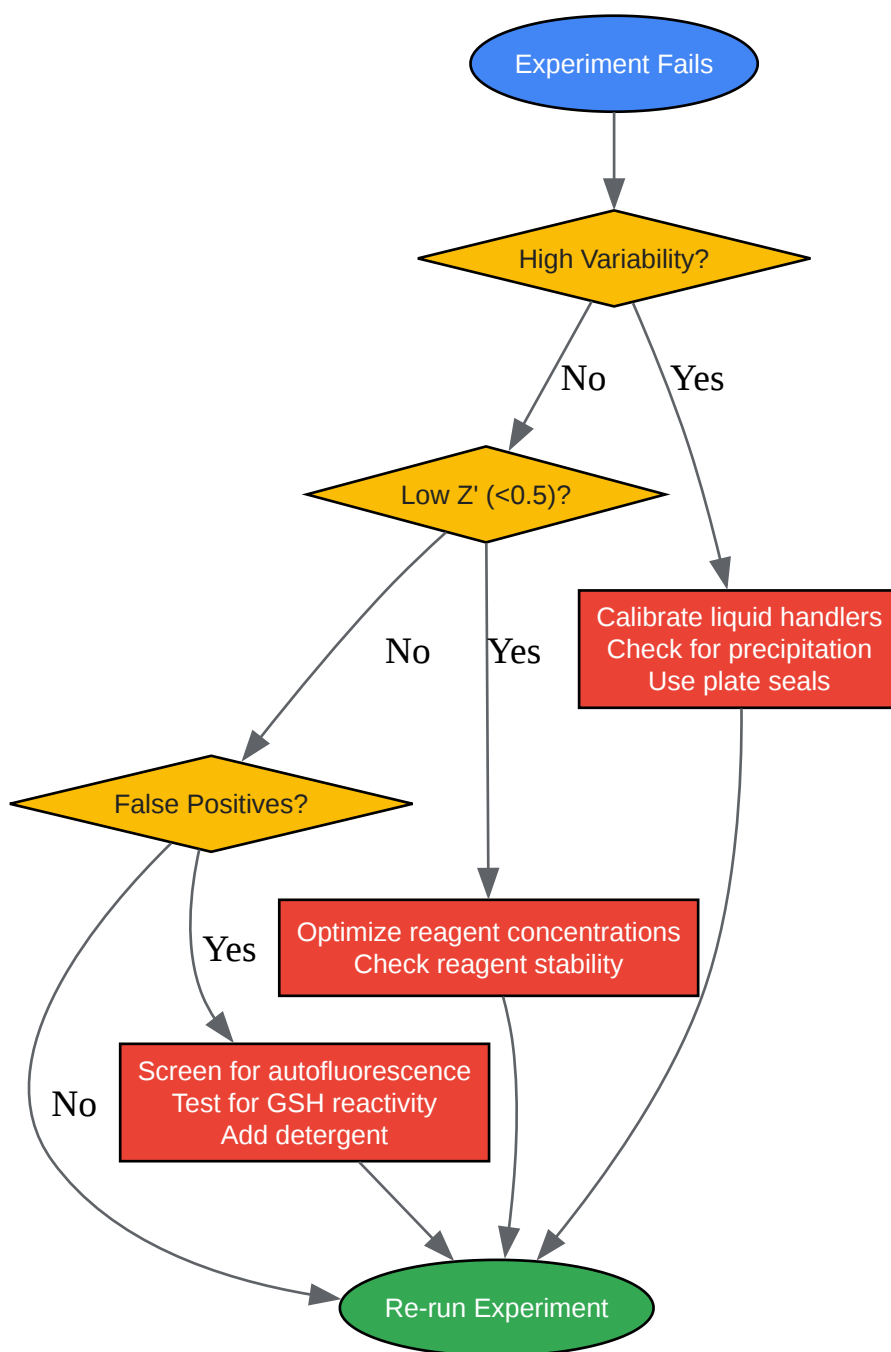 Experiment Fails
High Variability?
No
Yes
Low Z' (<0.5)?
Calibrate liquid handlers
Check for precipitation
Use plate seals
No
Yes
False Positives?
Optimize reagent concentrations
Check reagent stability
Yes
Screen for autofluorescence
Test for GSH reactivity
Add detergent
No
Re-run Experiment